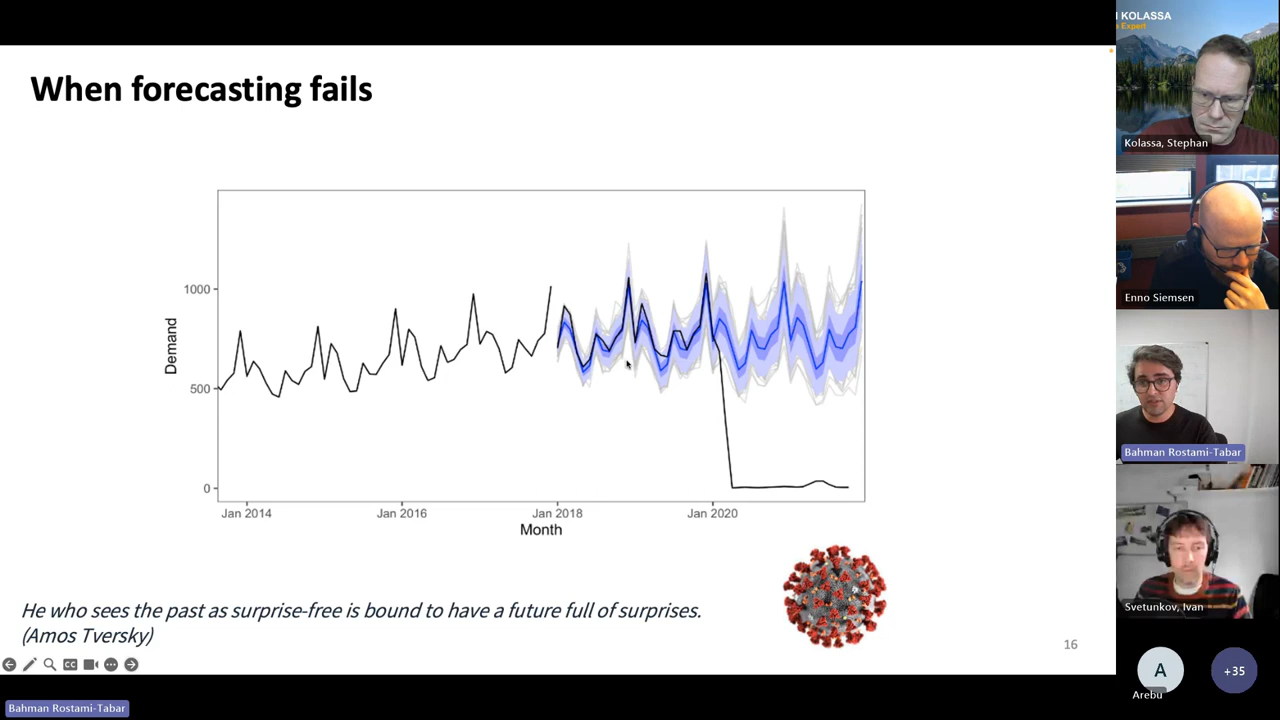 When forecasting fails
Demand
1000
500
0
Jan 2014
Jan 2016
Jan 2018
Jan 2020
Month
He who sees the past as surprise-free is bound to have a future full of surprises.
(Amos Tversky)
16
CC
Bahman Rostami-Tabar
KOLASSA
Expert
Kolassa, Stephan
Enno Siemsen
Bahman Rostami-Tabar
Svetunkov, Ivan
A
Arebu
+35